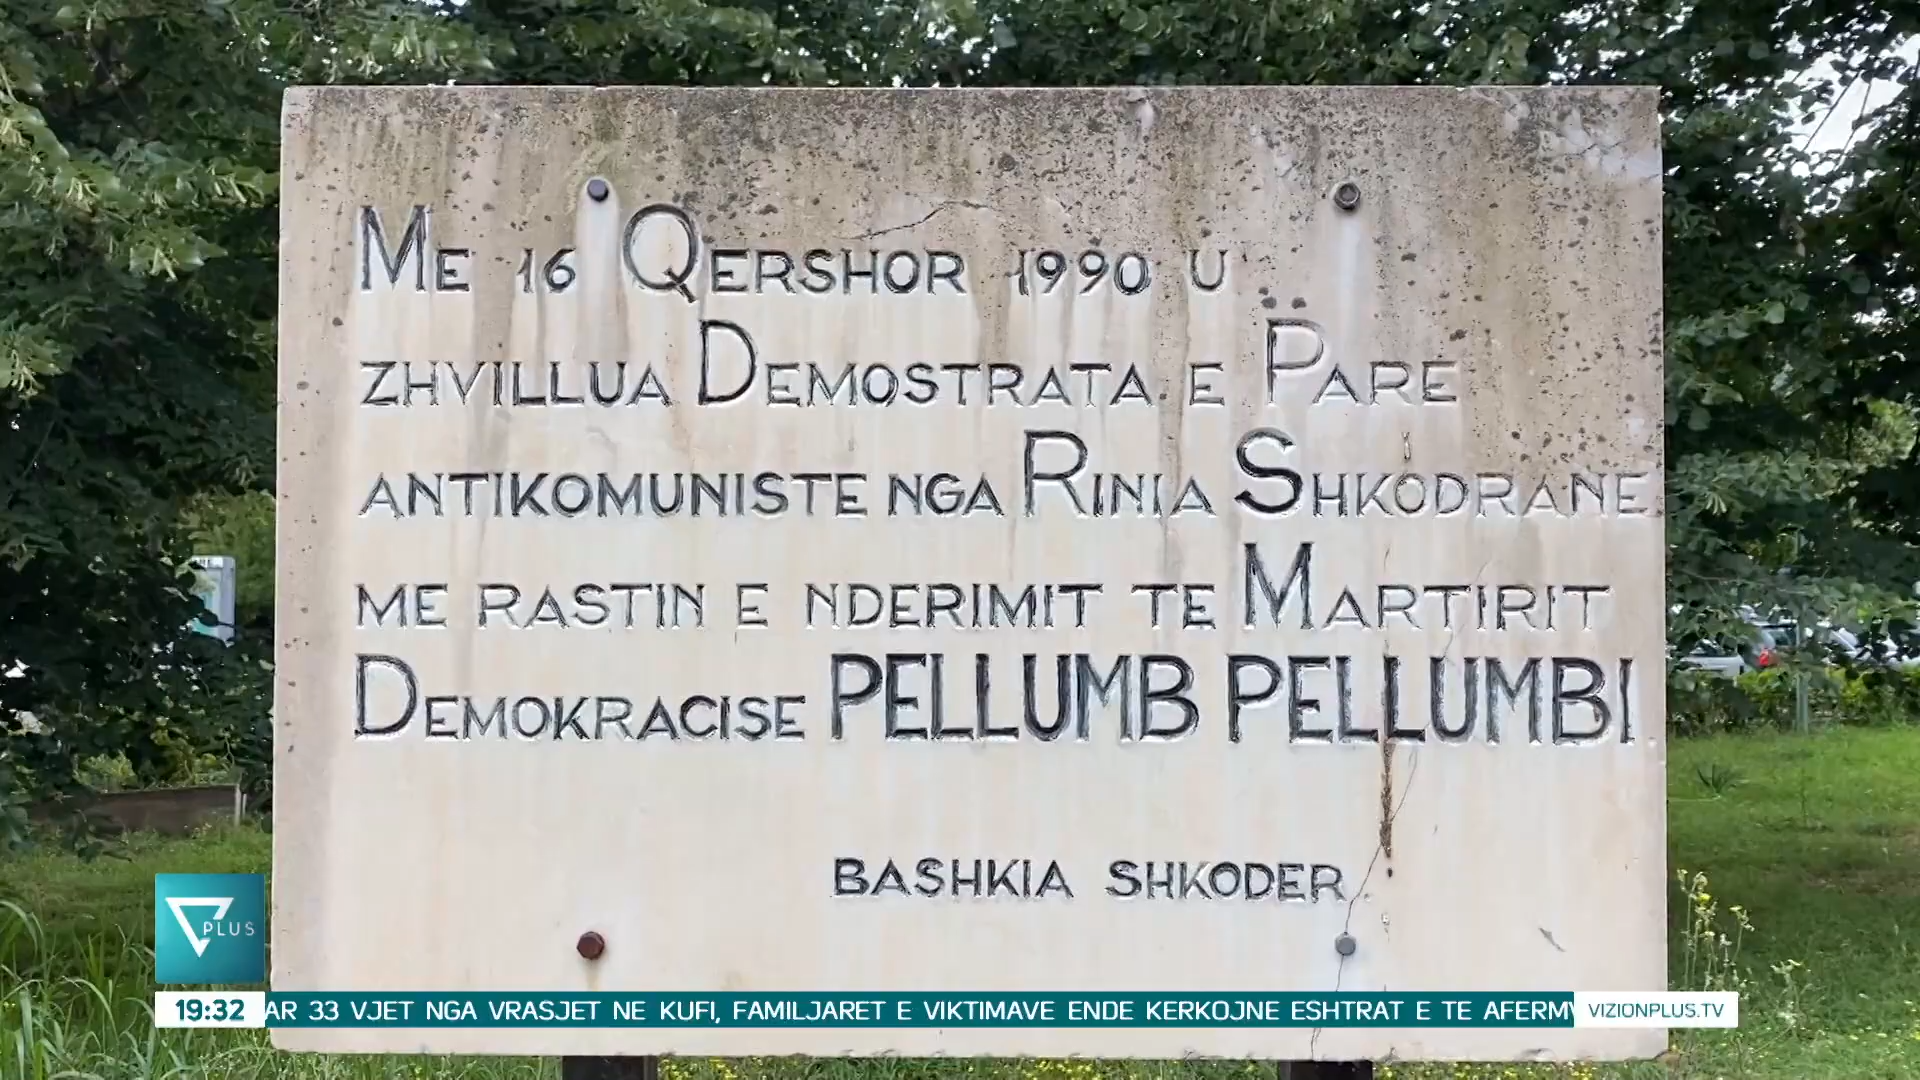 ME 16 QERSHOR 1990 U
ZHVILLUA DEMOSTRATA E PARE
ANTIKOMUNISTE NGA RINIA SHKODRANE
ME RASTIN E NDERIMIT TE MARTIRIT
DEMOKRACISE PELLUMB PELLUMBI
BASHKIA SHKODER
PLUS
19:32 AR 33 VJET NGA VRASJET NE KUFI, FAMILJARET E VIKTIMAVE ENDE KERKOJNE ESHTRAT E TE VIZIONPLUS.TV